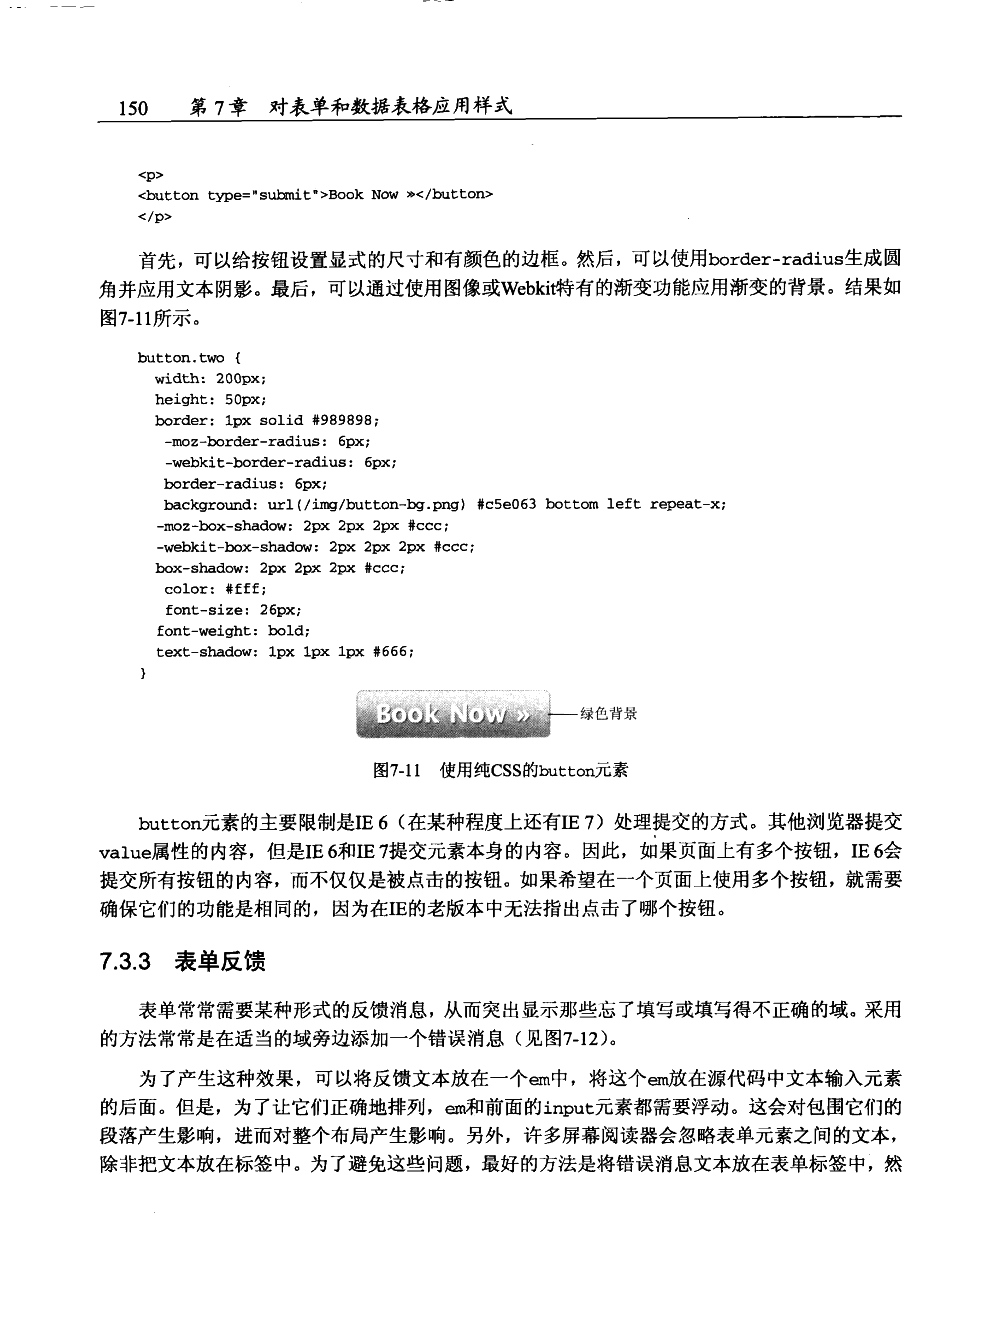 150 第 7 章 对表单和数据表格应用样式
<p>
<button type="submit">Book Now »</button>
</p>
首先，可以给按钮设置显式的尺寸和有颜色的边框。然后，可以使用border-radius生成圆
角并应用文本阴影。最后，可以通过使用图像或Webkit特有的渐变功能应用渐变的背景。结果如
图7-11所示。
button.two {
width: 200px;
height: 50px;
border: 1px solid #989898;
-moz-border-radius: 6px;
-webkit-border-radius: 6px;
border-radius: 6px;
background: url(/img/button-bg.png) #c5e063 bottom left repeat-x;
-moz-box-shadow: 2px 2px 2px #ccc;
-webkit-box-shadow: 2px 2px 2px #ccc;
box-shadow: 2px 2px 2px #ccc;
color: #fff;
font-size: 26px;
font-weight: bold;
text-shadow: 1px 1px 1px #666;
}
Book Now » 绿色背景
图7-11 使用纯CSS的button元素
button元素的主要限制是IE 6（在某种程度上还有IE 7）处理提交的方式。其他浏览器提交
value属性的内容，但是IE 6和IE 7提交元素本身的内容。因此，如果页面上有多个按钮，IE 6会
提交所有按钮的内容，而不仅仅是被点击的按钮。如果希望在一个页面上使用多个按钮，就需要
确保它们的功能是相同的，因为在IE的老版本中无法指出点击了哪个按钮。
7.3.3 表单反馈
表单常常需要某种形式的反馈消息，从而突出显示那些忘了填写或填写得不正确的域。采用
的方法常常是在适当的域旁边添加一个错误消息（见图7-12）。
为了产生这种效果，可以将反馈文本放在一个em中，将这个em放在源代码中文本输入元素
的后面。但是，为了让它们正确地排列，em和前面的input元素都需要浮动。这会对包围它们的
段落产生影响，进而对整个布局产生影响。另外，许多屏幕阅读器会忽略表单元素之间的文本，
除非把文本放在标签中。为了避免这些问题，最好的方法是将错误消息文本放在表单标签中，然